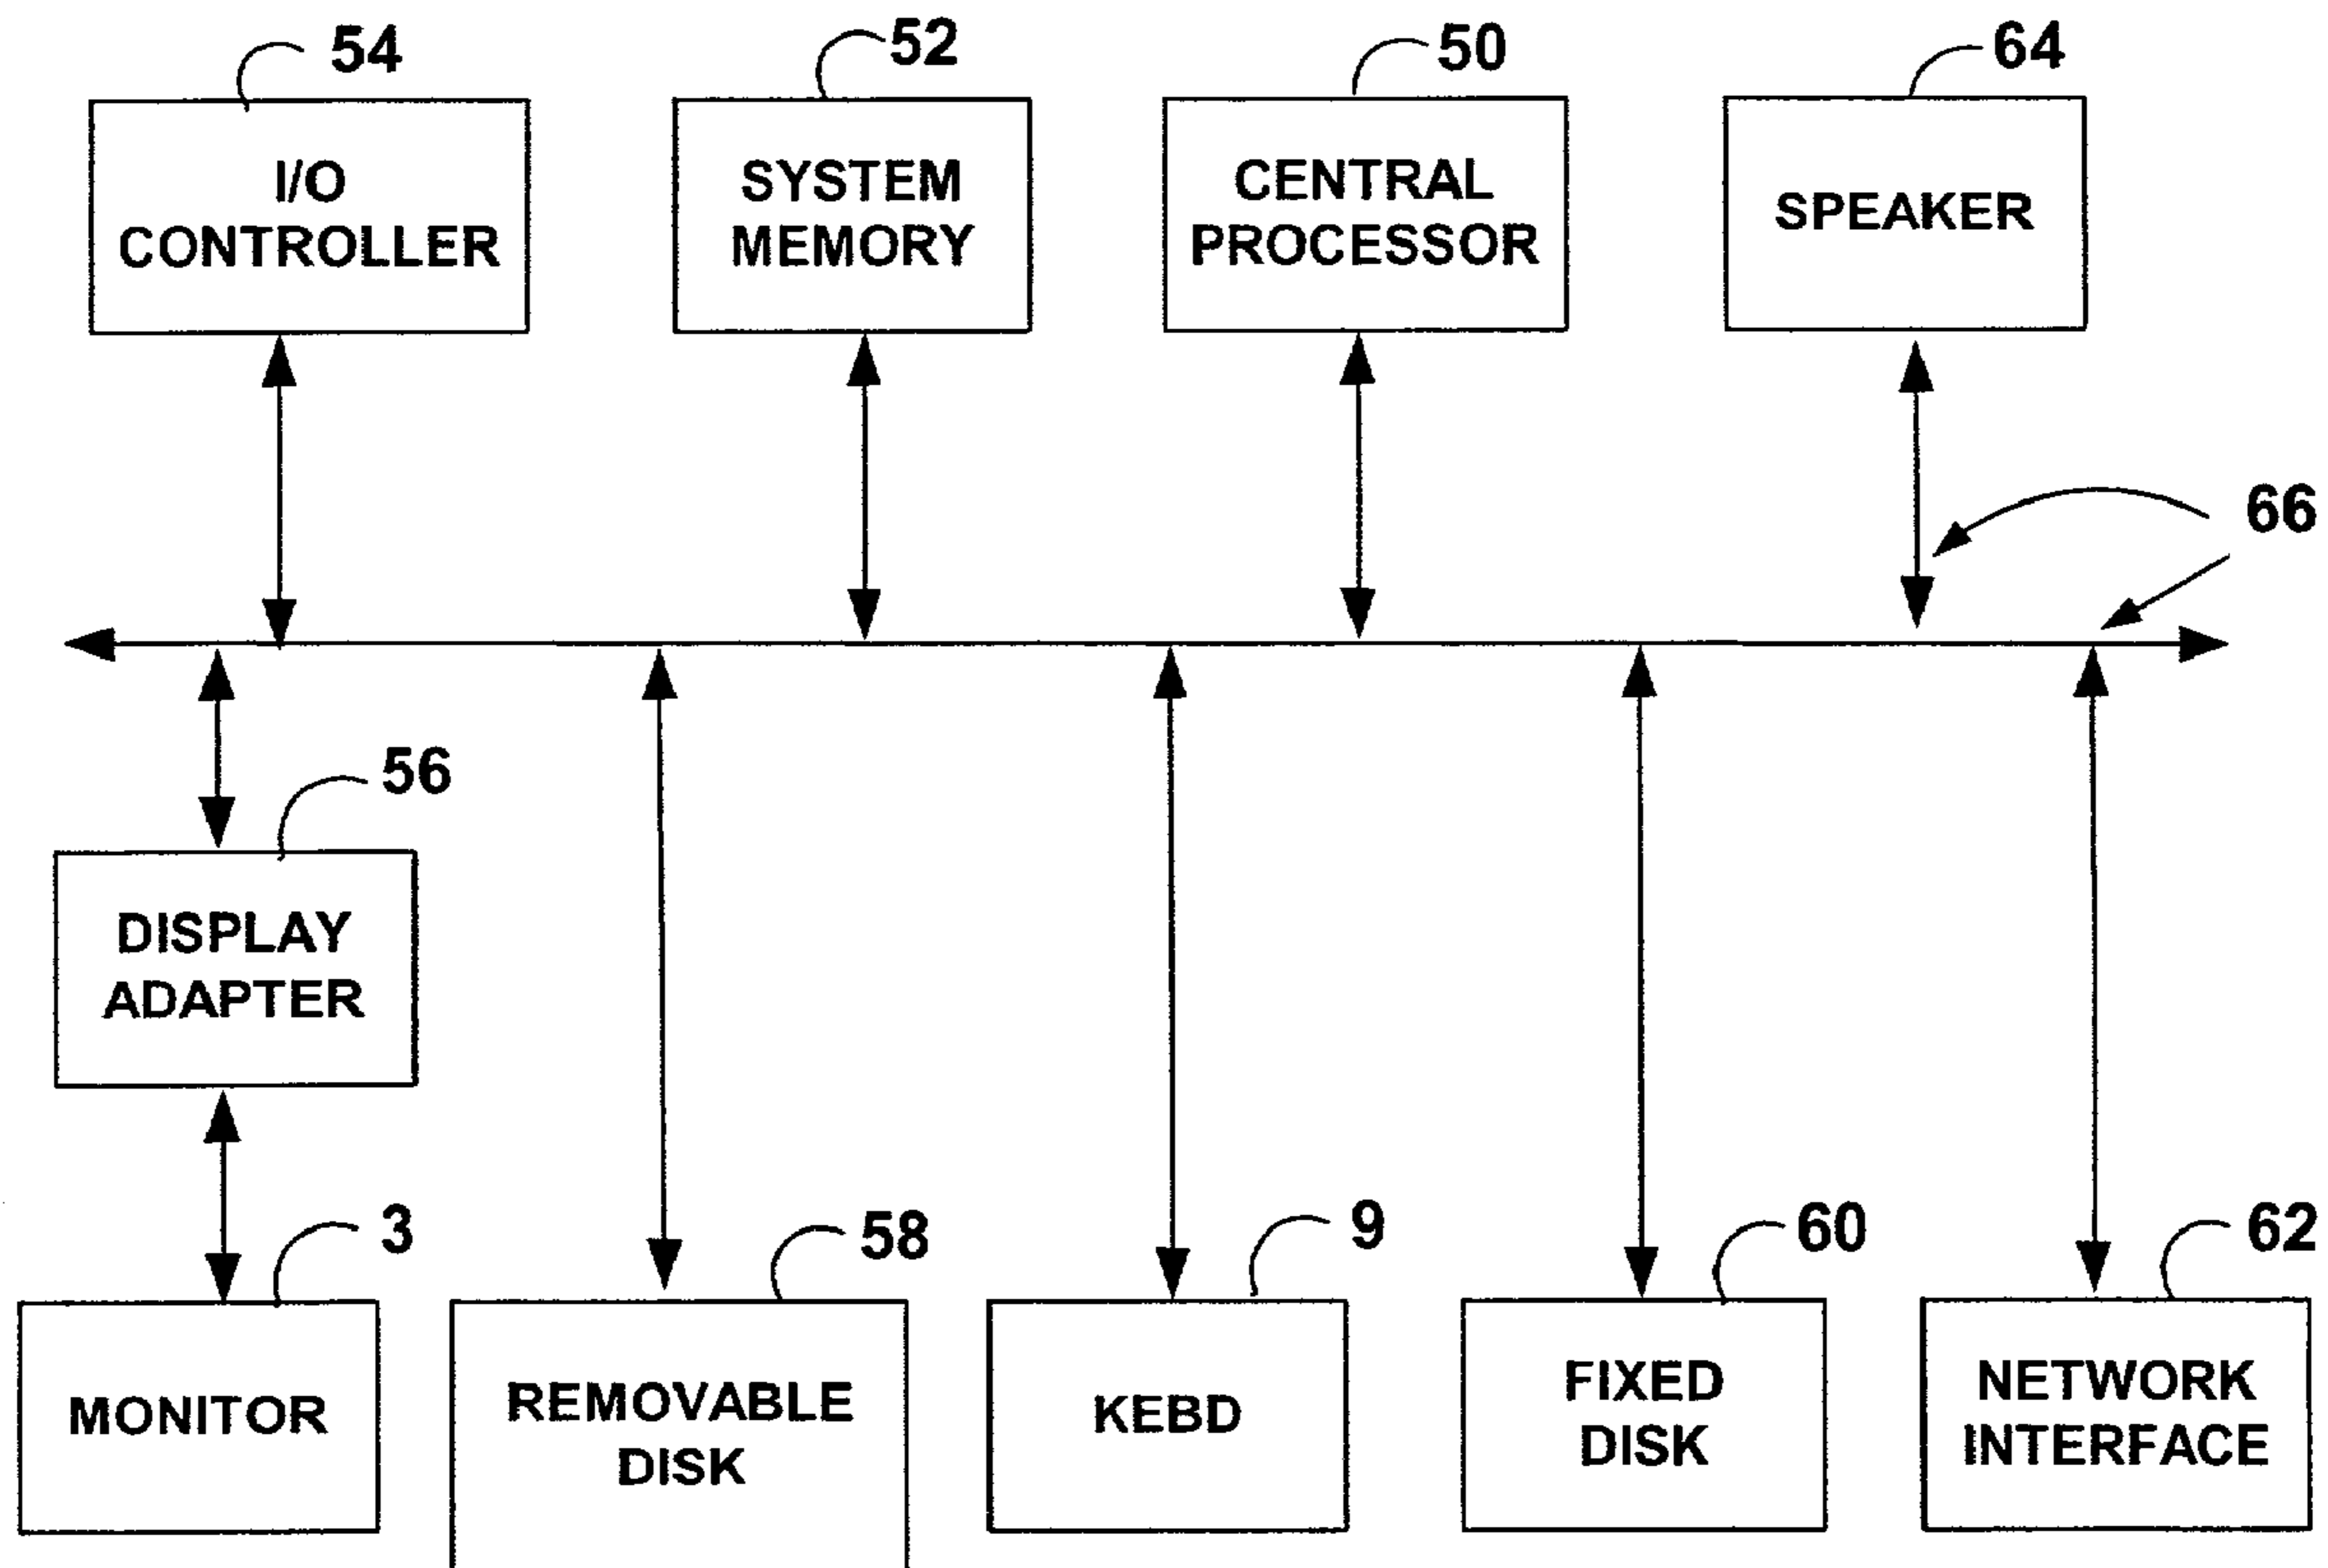 54
52
50
64
I/O
CONTROLLER
SYSTEM
MEMORY
CENTRAL
PROCESSOR
SPEAKER
66
56
DISPLAY
ADAPTER
3
58
9
60
62
MONITOR
REMOVABLE
DISK
KEBD
FIXED
DISK
NETWORK
INTERFACE